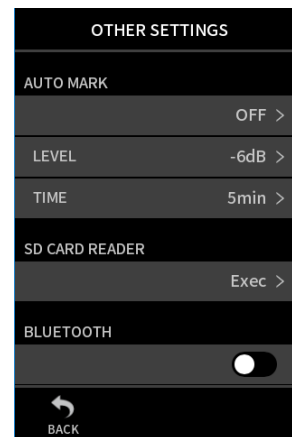 OTHER SETTINGS
AUTO MARK
OFF >
LEVEL -6dB >
TIME 5min >
SD CARD READER
Exec >
BLUETOOTH
BACK